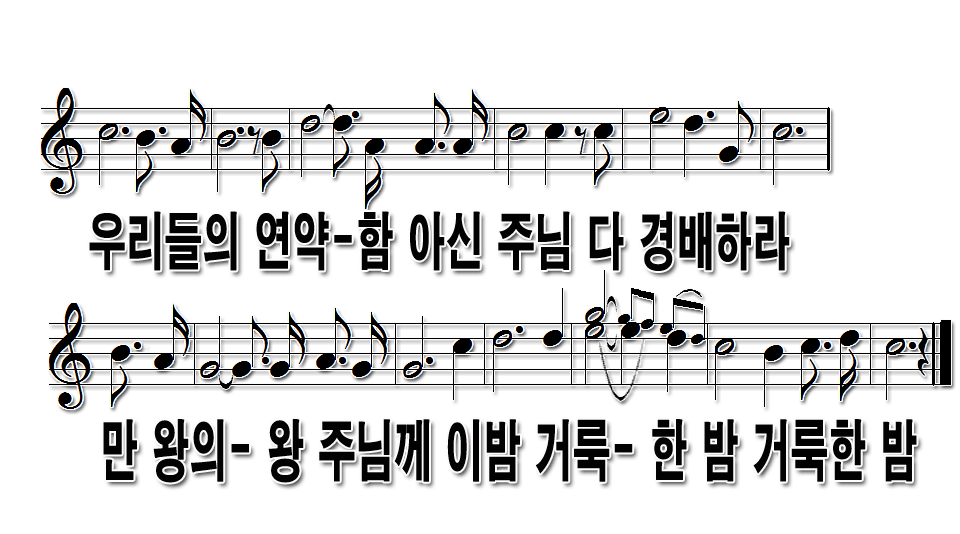 우리들의 연약-함 아신 주님 다 경배하라
만 왕의- 왕 주님께 이밤 거룩- 한 밤 거룩한 밤